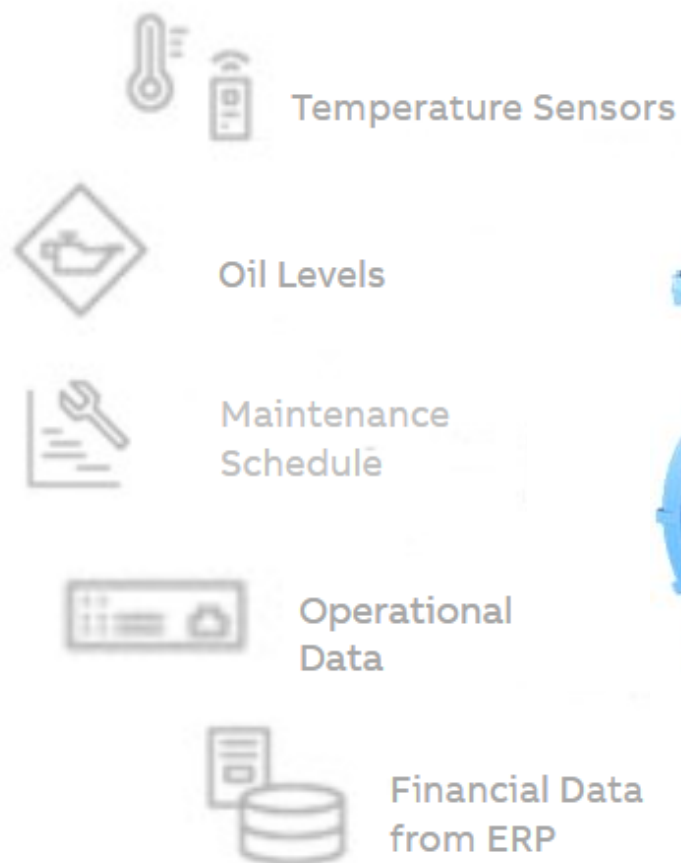 Temperature Sensors
Oil Levels
Maintenance
Schedule
Operational
Data
Financial Data
from ERP